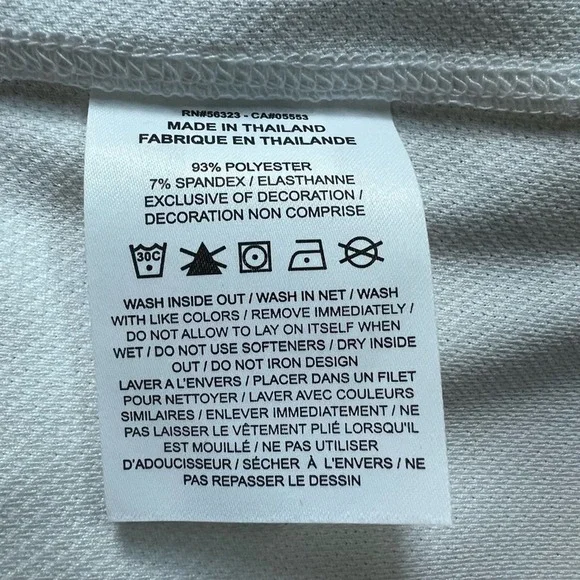 RN#56323 - CA#05553
MADE IN THAILAND
FABRIQUE EN THAILANDE
93% POLYESTER
7% SPANDEX / ELASTHANNE
EXCLUSIVE OF DECORATION /
DECORATION NON COMPRISE
30C
WASH INSIDE OUT / WASH IN NET / WASH
WITH LIKE COLORS / REMOVE IMMEDIATELY /
DO NOT ALLOW TO LAY ON ITSELF WHEN
WET / DO NOT USE SOFTENERS / DRY INSIDE
OUT / DO NOT IRON DESIGN
LAVER A L'ENVERS / PLACER DANS UN FILET
POUR NETTOYER / LAVER AVEC COULEURS
SIMILAIRES / ENLEVER IMMEDIATEMENT / NE
PAS LAISSER LE VÊTEMENT PLIÉ LORSQU'IL
EST MOUILLÉ / NE PAS UTILISER
D'ADOUCISSEUR / SÉCHER À L'ENVERS / NE
PAS REPASSER LE DESSIN